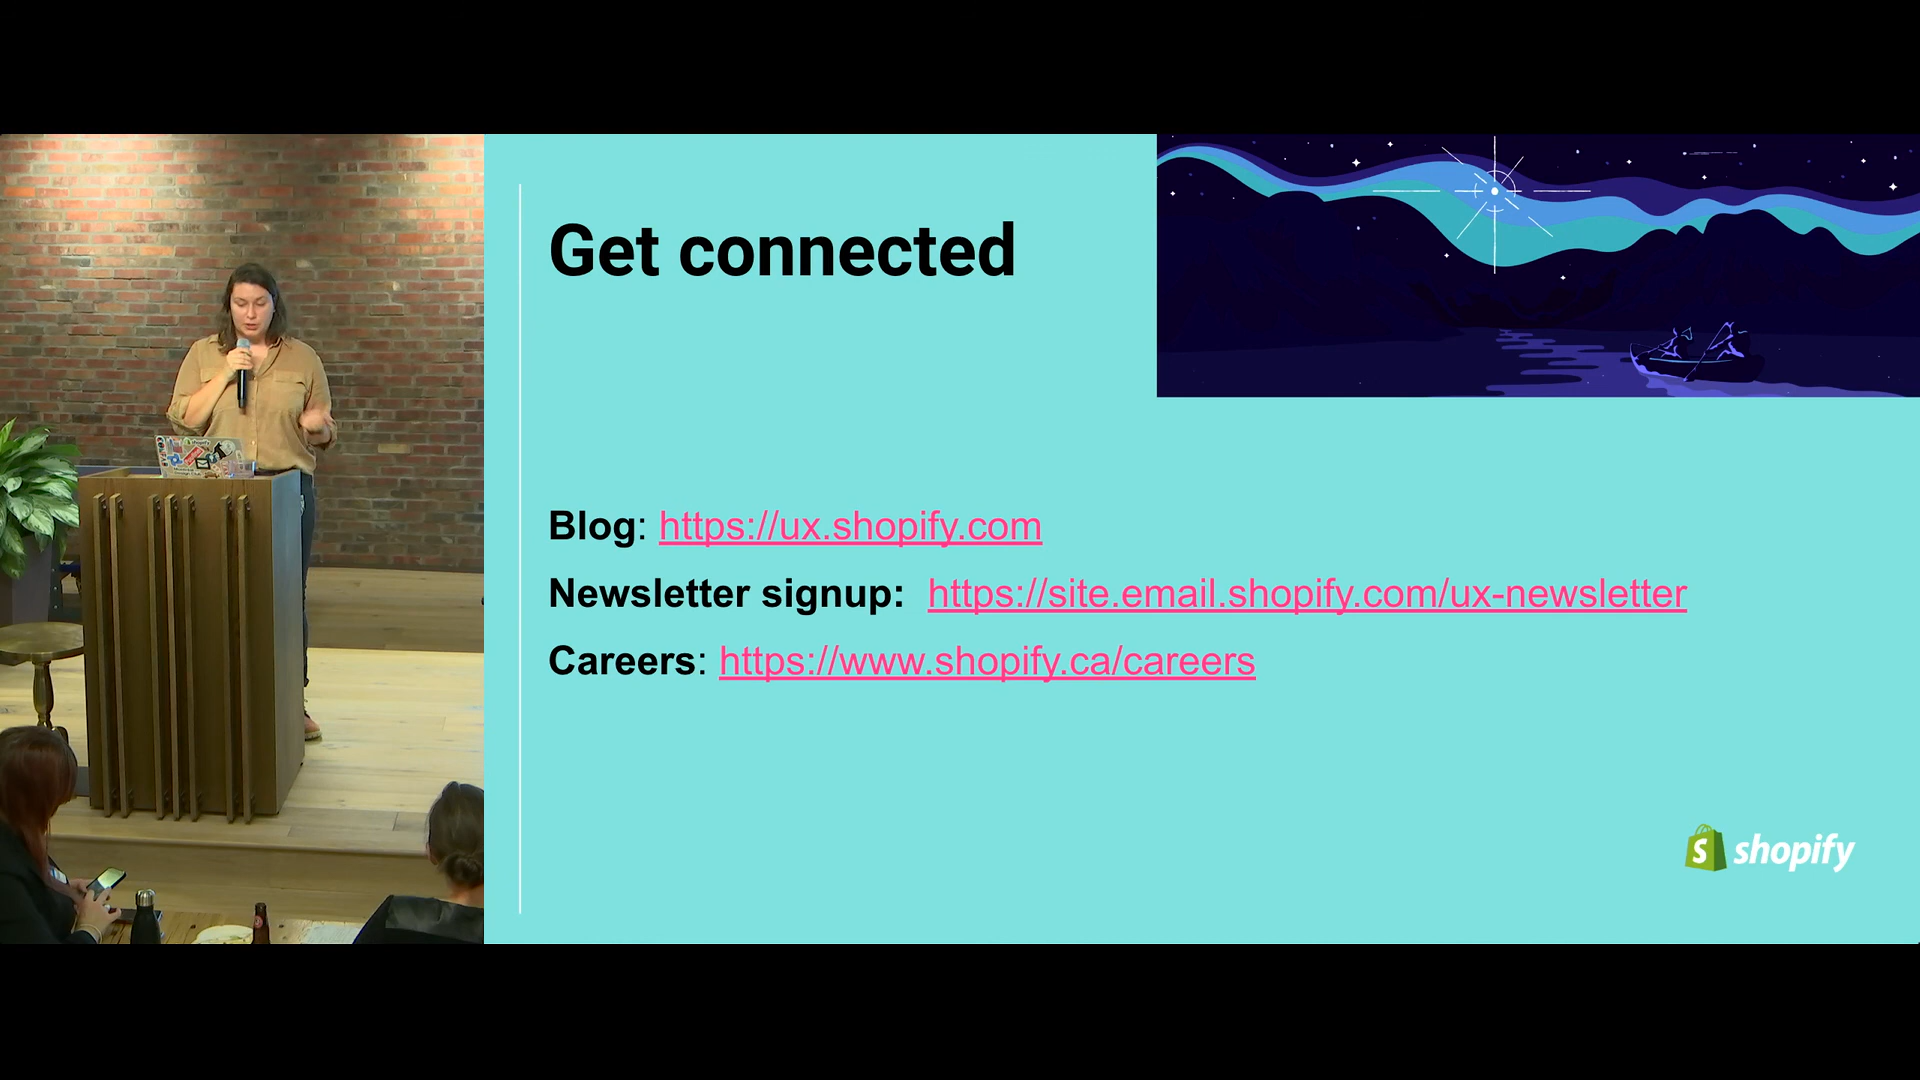 Get connected
Blog: https://ux.shopify.com
Newsletter signup: https://site.email.shopify.com/ux-newsletter
Careers: https://www.shopify.ca/careers
shopify
shopify